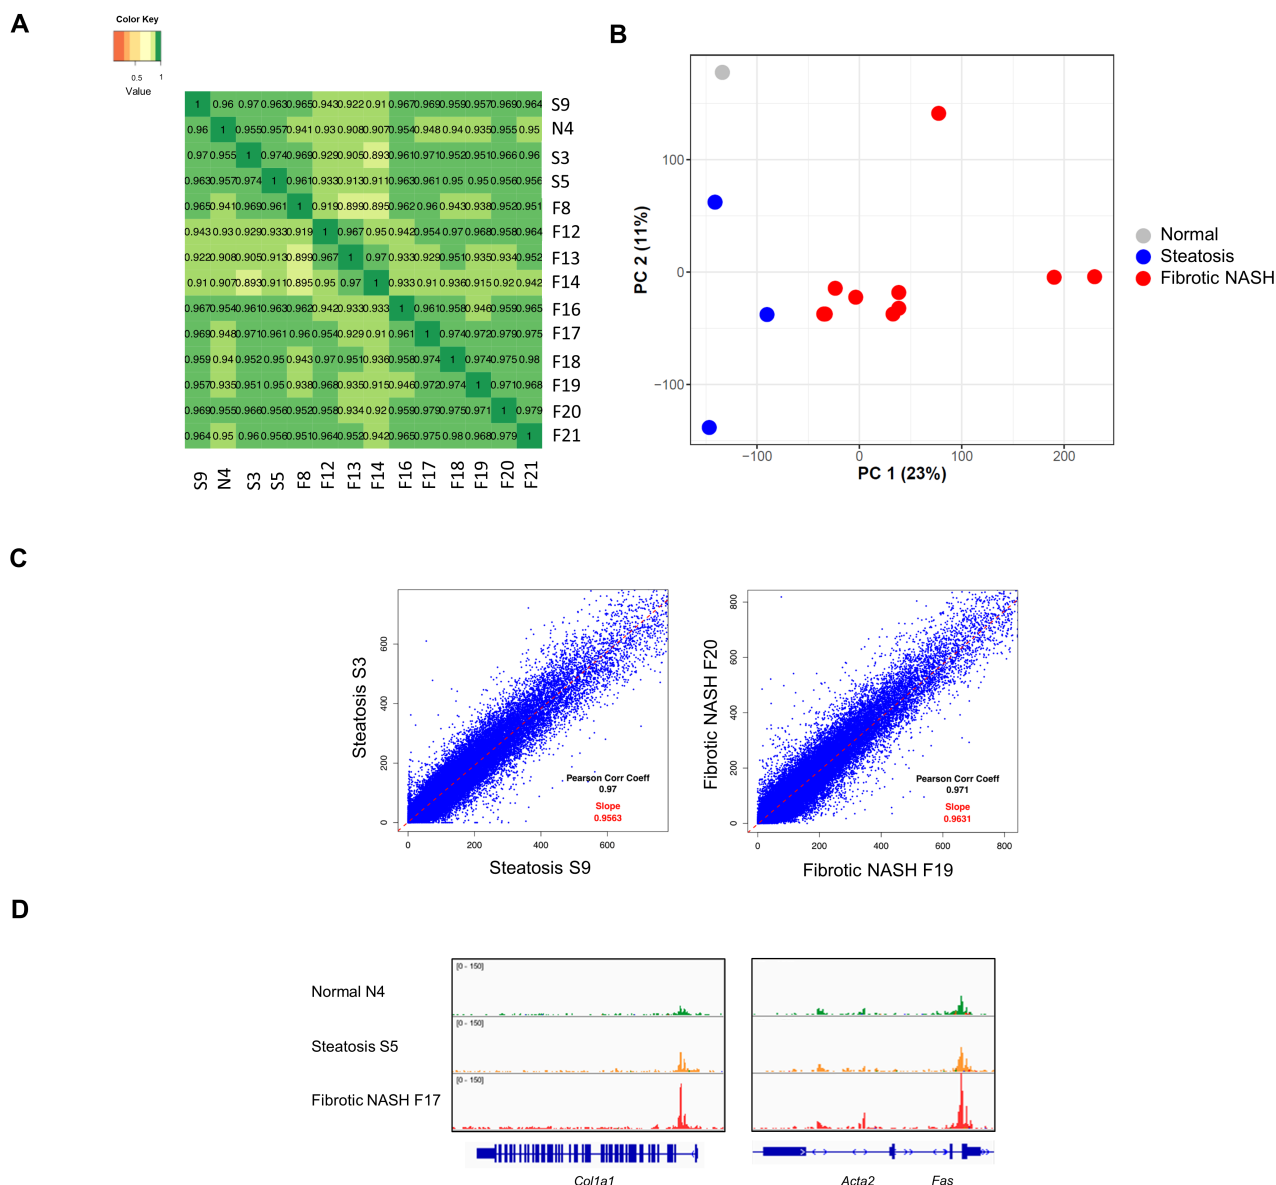 A
Color Key
0.5 1
Value
1 0.96 0.97 0.963 0.965 0.943 0.922 0.91 0.967 0.969 0.959 0.957 0.969 0.964 S9
0.96 1 0.955 0.957 0.941 0.93 0.908 0.907 0.954 0.948 0.94 0.935 0.955 0.95 N4
0.97 0.955 1 0.974 0.969 0.929 0.905 0.893 0.961 0.971 0.952 0.951 0.966 0.96 S3
0.963 0.957 0.974 1 0.961 0.933 0.913 0.911 0.963 0.961 0.95 0.95 0.956 0.956 S5
0.965 0.941 0.969 0.961 1 0.919 0.899 0.895 0.962 0.96 0.943 0.938 0.952 0.951 F8
0.943 0.93 0.929 0.933 0.919 1 0.967 0.95 0.942 0.954 0.97 0.968 0.958 0.964 F12
0.922 0.908 0.905 0.913 0.899 0.967 1 0.97 0.933 0.929 0.951 0.935 0.934 0.952 F13
0.91 0.907 0.893 0.911 0.895 0.95 0.97 1 0.933 0.91 0.936 0.915 0.92 0.942 F14
0.967 0.954 0.961 0.963 0.962 0.942 0.933 0.933 1 0.961 0.958 0.946 0.959 0.965 F16
0.969 0.948 0.971 0.961 0.96 0.954 0.929 0.91 0.961 1 0.974 0.972 0.979 0.975 F17
0.959 0.94 0.952 0.95 0.943 0.97 0.951 0.936 0.958 0.974 1 0.974 0.975 0.98 F18
0.957 0.935 0.951 0.95 0.938 0.968 0.935 0.915 0.946 0.972 0.974 1 0.971 0.968 F19
0.969 0.955 0.966 0.956 0.952 0.958 0.934 0.92 0.959 0.979 0.975 0.971 1 0.979 F20
0.964 0.95 0.96 0.956 0.951 0.964 0.952 0.942 0.965 0.975 0.98 0.968 0.979 1 F21
S9 N4 S3 S5 F8 F12 F13 F14 F16 F17 F18 F19 F20 F21
B
PC 2 (11%)
100
0
−100
−100 0 100 200
PC 1 (23%)
Normal
Steatosis
Fibrotic NASH
C
Steatosis S3
600
400
200
0
Pearson Corr Coeff
0.97
Slope
0.9563
0 200 400 600
Steatosis S9
Fibrotic NASH F20
800
600
400
200
0
Pearson Corr Coeff
0.971
Slope
0.9631
0 200 400 600 800
Fibrotic NASH F19
D
Normal N4
[0 - 150]
Steatosis S5
[0 - 150]
Fibrotic NASH F17
[0 - 150]
Col1a1
Acta2 Fas